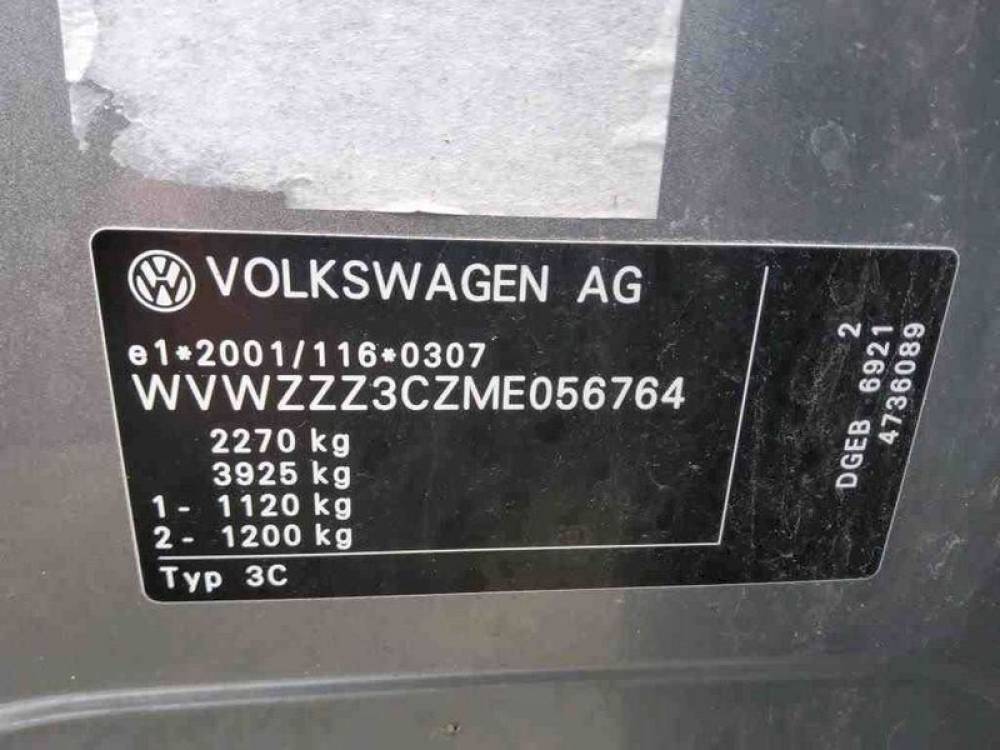 VOLKSWAGEN AG
e1*2001/116*0307
WVWZZZ3CZME056764
2270 kg
3925 kg
1- 1120 kg
2- 1200 kg
Typ 3C
2
DGEB 6921
4736089